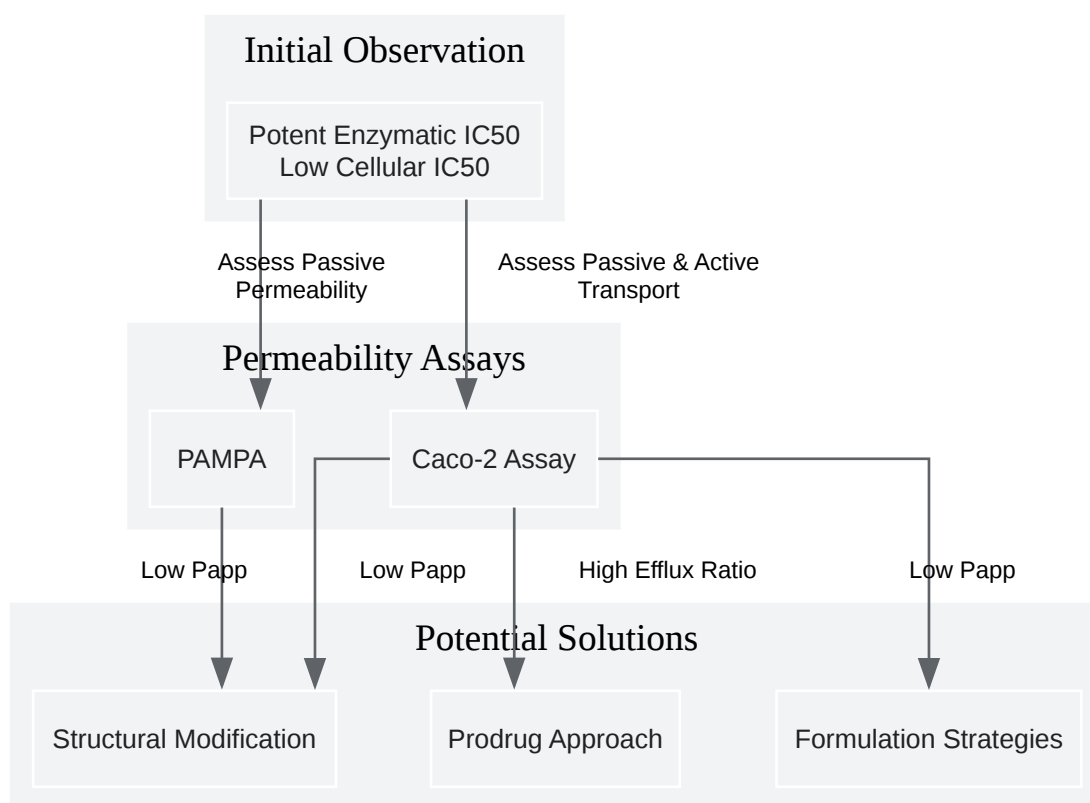 Initial Observation
Potent Enzymatic IC50
Low Cellular IC50
Assess Passive
Permeability
Assess Passive & Active
Transport
Permeability Assays
PAMPA
Caco-2 Assay
Low Papp
Low Papp
High Efflux Ratio
Low Papp
Potential Solutions
Structural Modification
Prodrug Approach
Formulation Strategies